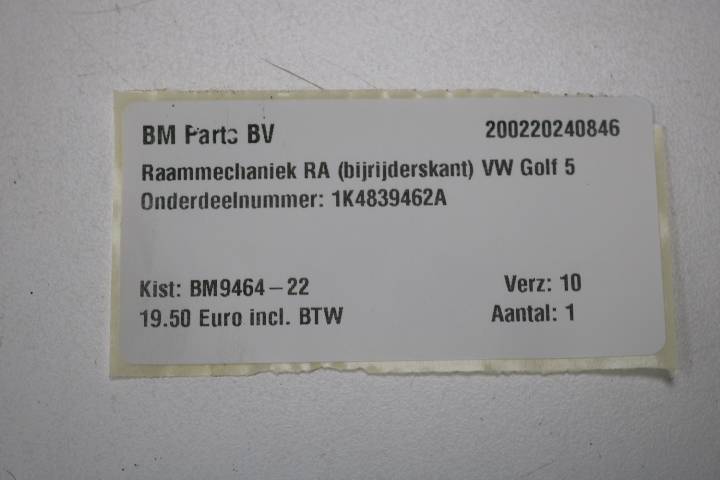 BM Parts BV 200220240846
Raammechaniek RA (bijrijderskant) VW Golf 5
Onderdeelnummer: 1K4839462A
Kist: BM9464-22 Verz: 10
19.50 Euro incl. BTW Aantal: 1